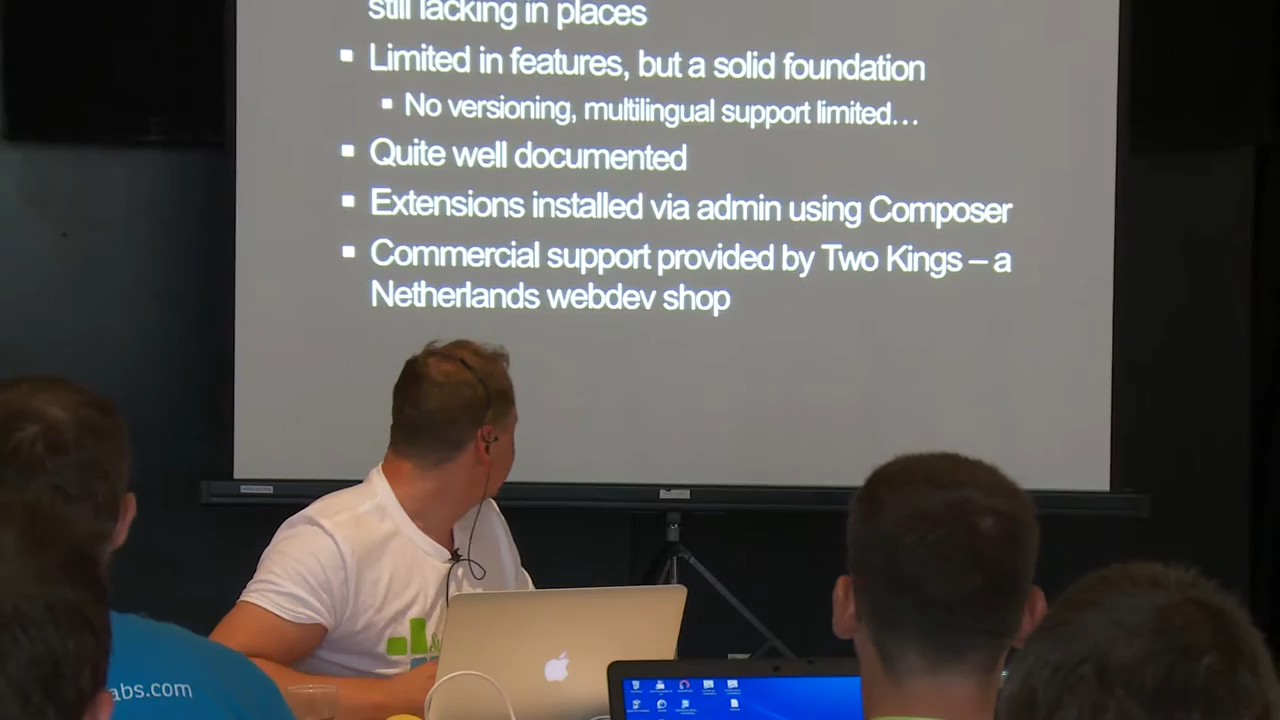 still lacking in places
Limited in features, but a solid foundation
No versioning, multilingual support limited…
Quite well documented
Extensions installed via admin using Composer
Commercial support provided by Two Kings – a
Netherlands webdev shop
abs.com